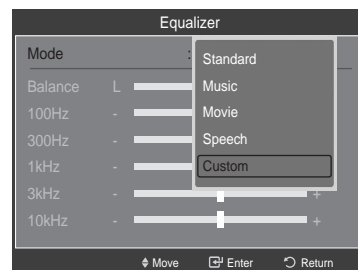 Equalizer
Mode :
Standard
Music
Movie
Speech
Custom
Balance L
100Hz -
300Hz -
1kHz -
3kHz - +
10kHz - +
Move Enter Return